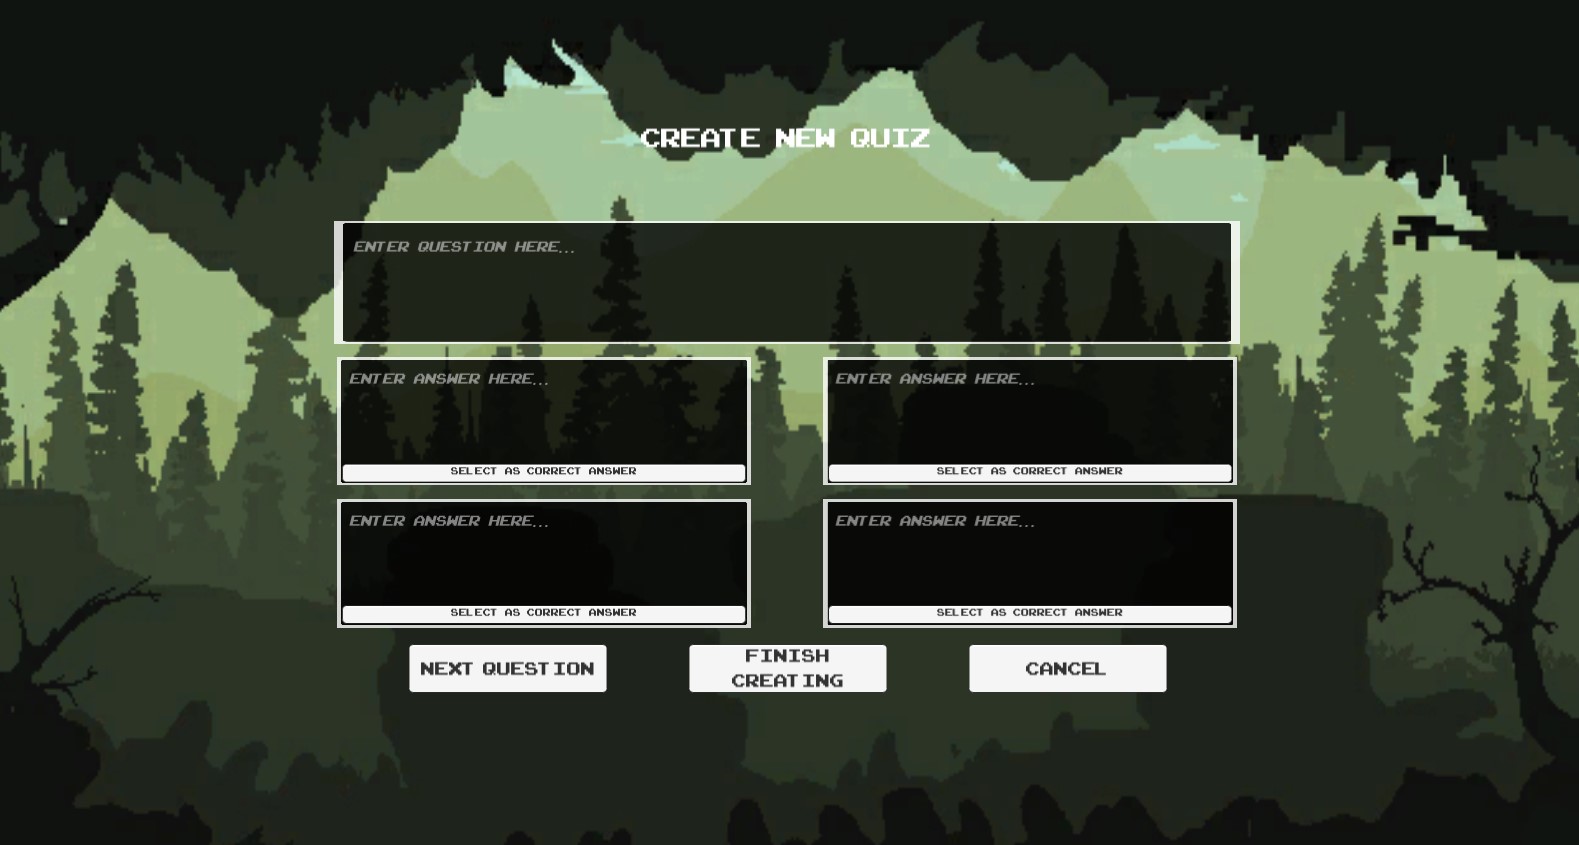 CREATE NEW QUIZ
ENTER QUESTION HERE...
ENTER ANSWER HERE...
ENTER ANSWER HERE...
SELECT AS CORRECT ANSWER
SELECT AS CORRECT ANSWER
ENTER ANSWER HERE...
ENTER ANSWER HERE...
SELECT AS CORRECT ANSWER
SELECT AS CORRECT ANSWER
NEXT QUESTION
FINISH
CREATING
CANCEL